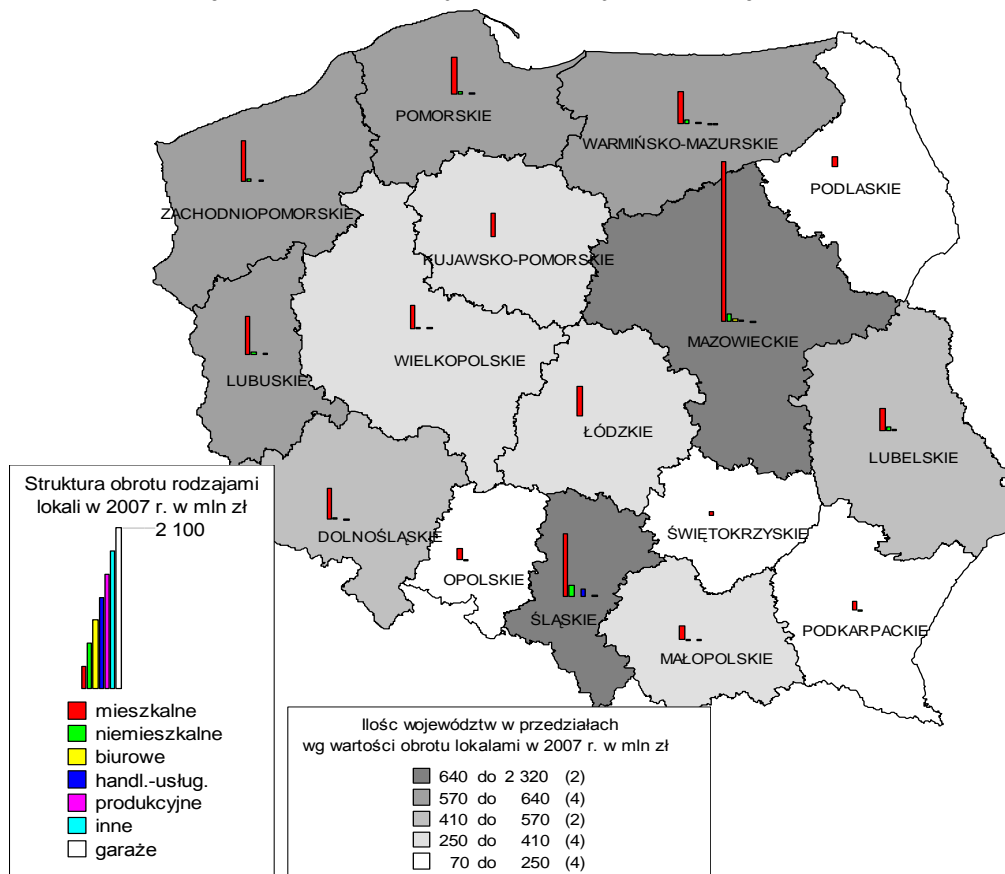 POMORSKIE
WARMIŃSKO-MAZURSKIE
PODLASKIE
ZACHODNIOPOMORSKIE
KUJAWSKO-POMORSKIE
MAZOWIECKIE
WIELKOPOLSKIE
LUBUSKIE
ŁÓDZKIE
LUBELSKIE
DOLNOŚLĄSKIE
ŚWIĘTOKRZYSKIE
OPOLSKIE
ŚLĄSKIE
PODKARPACKIE
MAŁOPOLSKIE
Struktura obrotu rodzajami
lokali w 2007 r. w mln zł
2 100
mieszkalne
niemieszkalne
biurowe
handl.-usług.
produkcyjne
inne
garaże
Ilośc województw w przedziałach
wg wartości obrotu lokalami w 2007 r. w mln zł
640 do 2 320 (2)
570 do 640 (4)
410 do 570 (2)
250 do 410 (4)
70 do 250 (4)